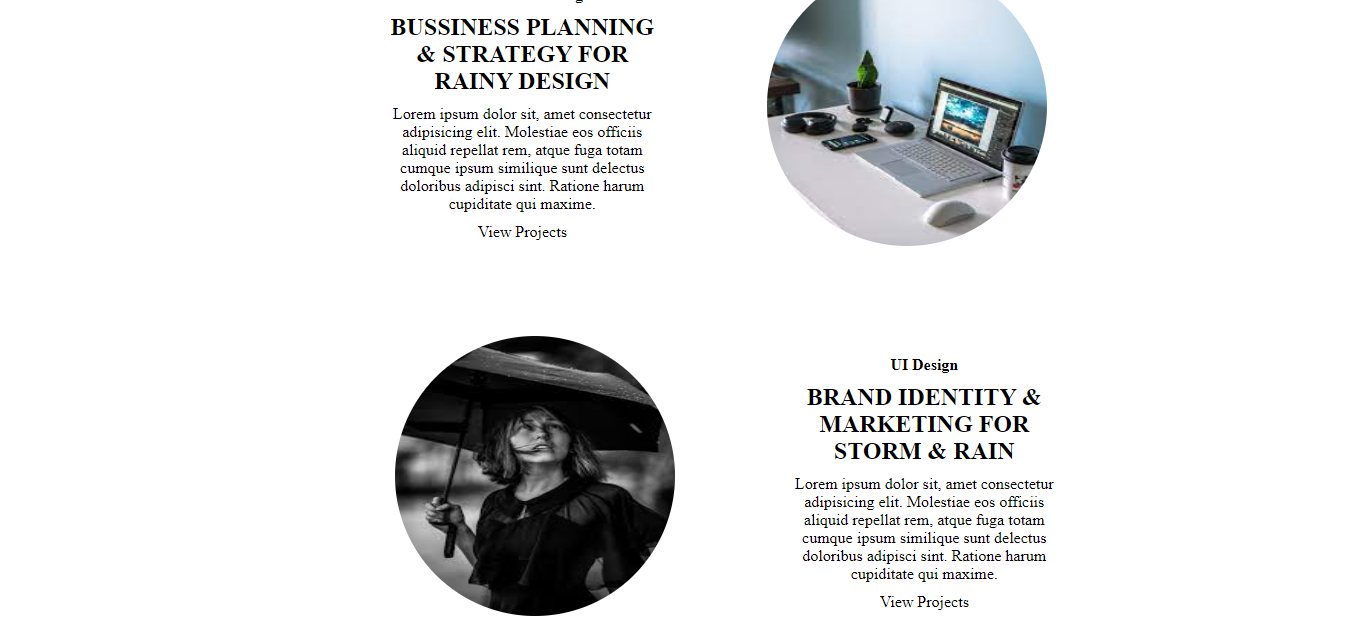 BUSSINESS PLANNING
& STRATEGY FOR
RAINY DESIGN
Lorem ipsum dolor sit, amet consectetur
adipisicing elit. Molestiae eos officiis
aliquid repellat rem, atque fuga totam
cumque ipsum similique sunt delectus
doloribus adipisci sint. Ratione harum
cupiditate qui maxime.
View Projects
UI Design
BRAND IDENTITY &
MARKETING FOR
STORM & RAIN
Lorem ipsum dolor sit, amet consectetur
adipisicing elit. Molestiae eos officiis
aliquid repellat rem, atque fuga totam
cumque ipsum similique sunt delectus
doloribus adipisci sint. Ratione harum
cupiditate qui maxime.
View Projects